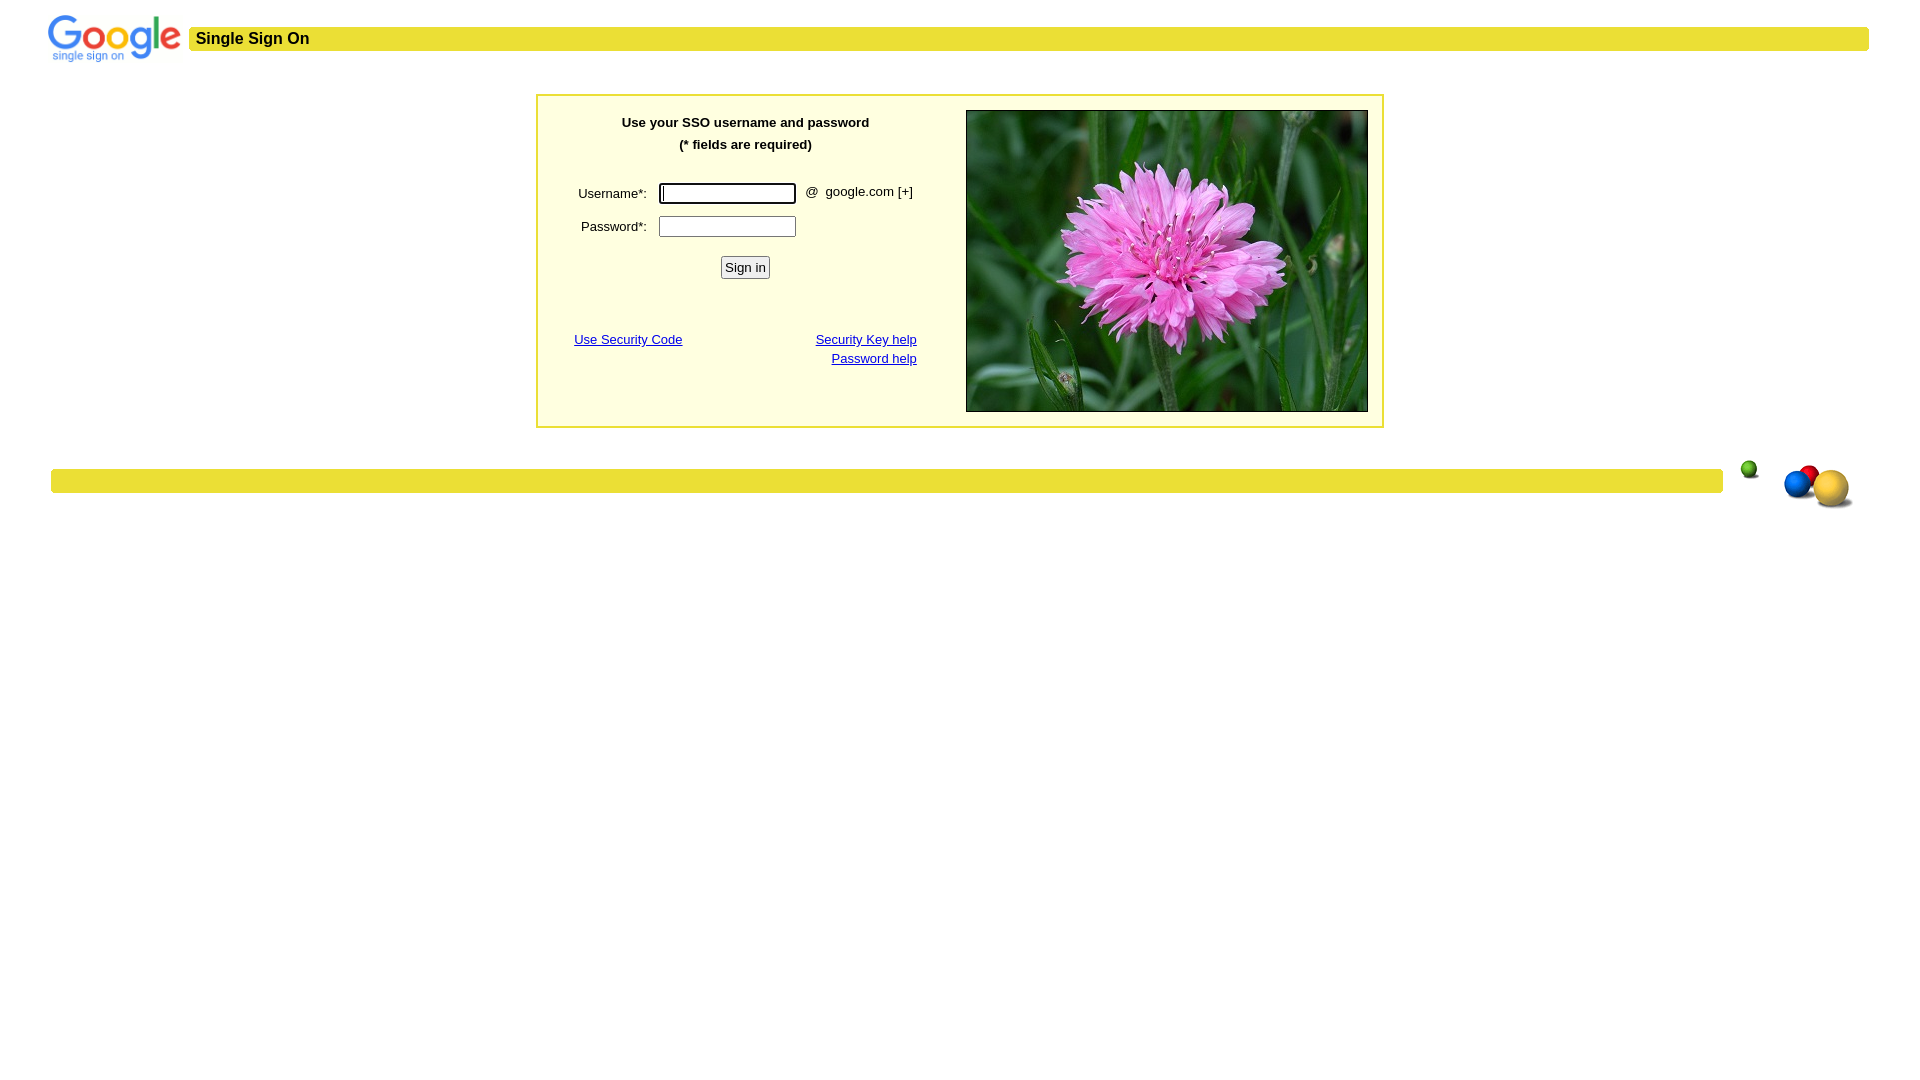 Google
single sign on
Single Sign On
Use your SSO username and password
(* fields are required)
Username*: @ google.com [+]
Password*:
Sign in
Use Security Code Security Key help
Password help